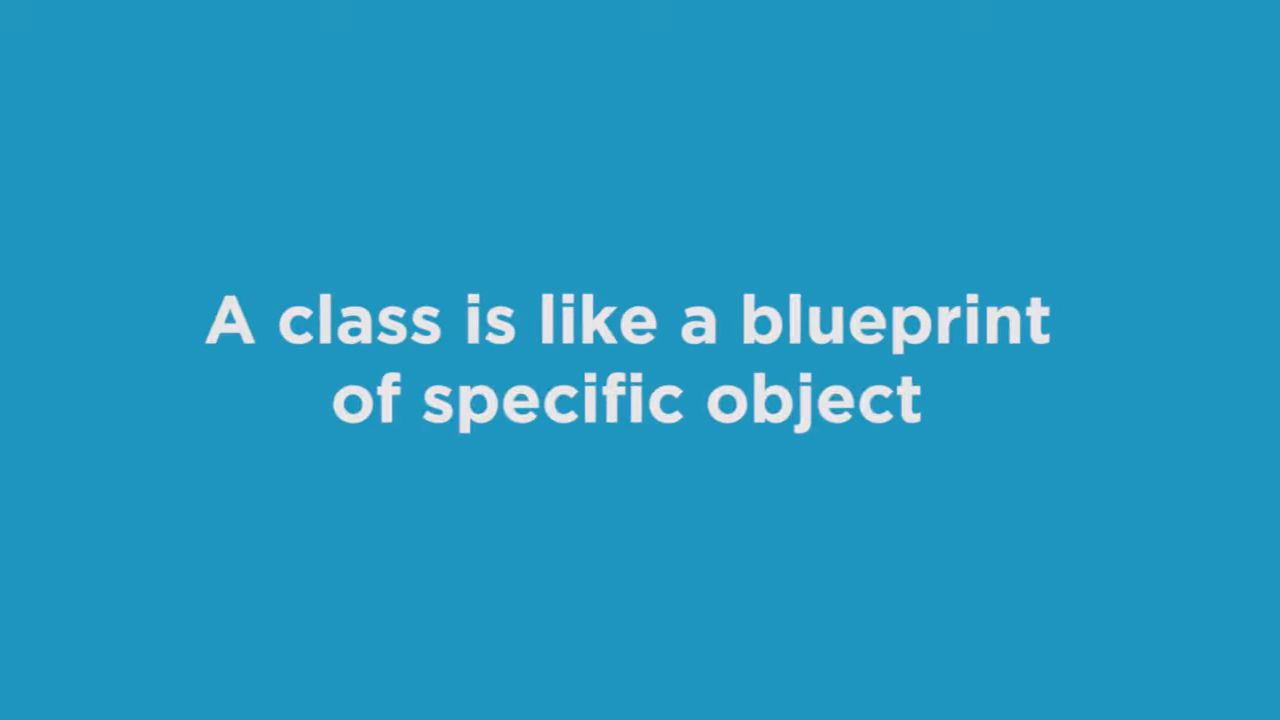 A class is like a blueprint
of specific object